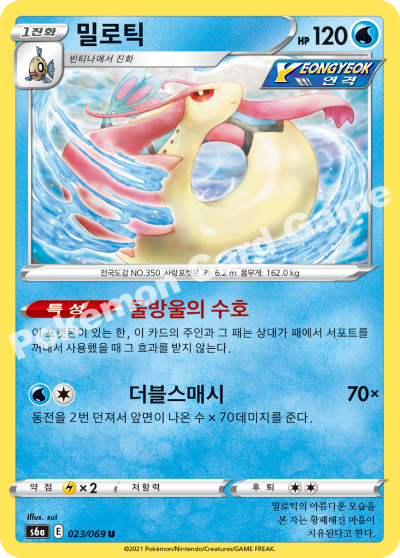 1진화
밀로틱
HP 120
빈티나에서 진화
YEONGYEOK
연격
전국도감 NO.350 사랑포켓몬 키 6.2 m 몸무게: 162.0 kg
특성 물방울의 수호
이 포켓몬이 있는 한, 이 카드의 주인과 그 패는 상대가 패에서 서포트를
꺼내서 사용했을 때 그 효과를 받지 않는다.
더블스매시 70×
동전을 2번 던져서 앞면이 나온 수×70데미지를 준다.
약점 ×2 저항력 후퇴
Illus. sui
s6a E 023/069 U
밀로틱의 아름다운 모습을
본 자는 황폐해진 마음이
치유된다고 한다.
©2021 Pokémon/Nintendo/Creatures/GAME FREAK.
Pokémon Card Game